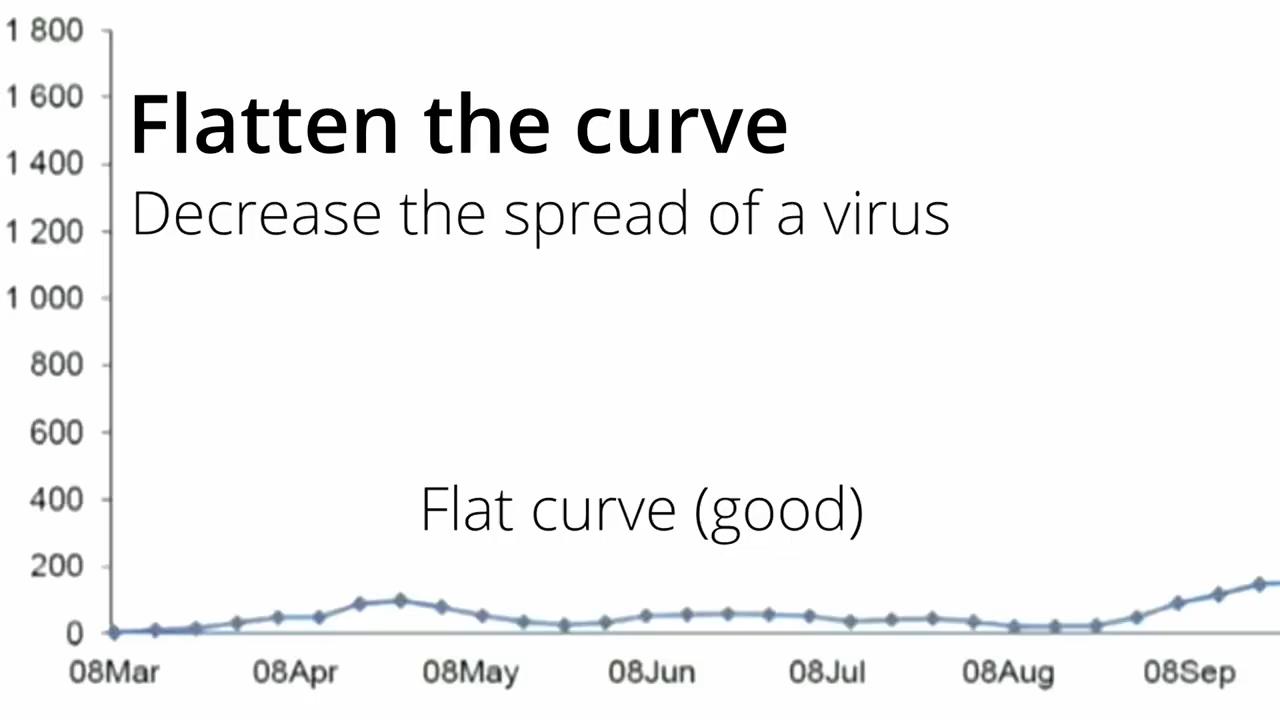 1 800
1 600
Flatten the curve
1 400
Decrease the spread of a virus
1 200
1 000
800
600
400
Flat curve (good)
200
0
08Mar 08Apr 08May 08Jun 08Jul 08Aug 08Sep